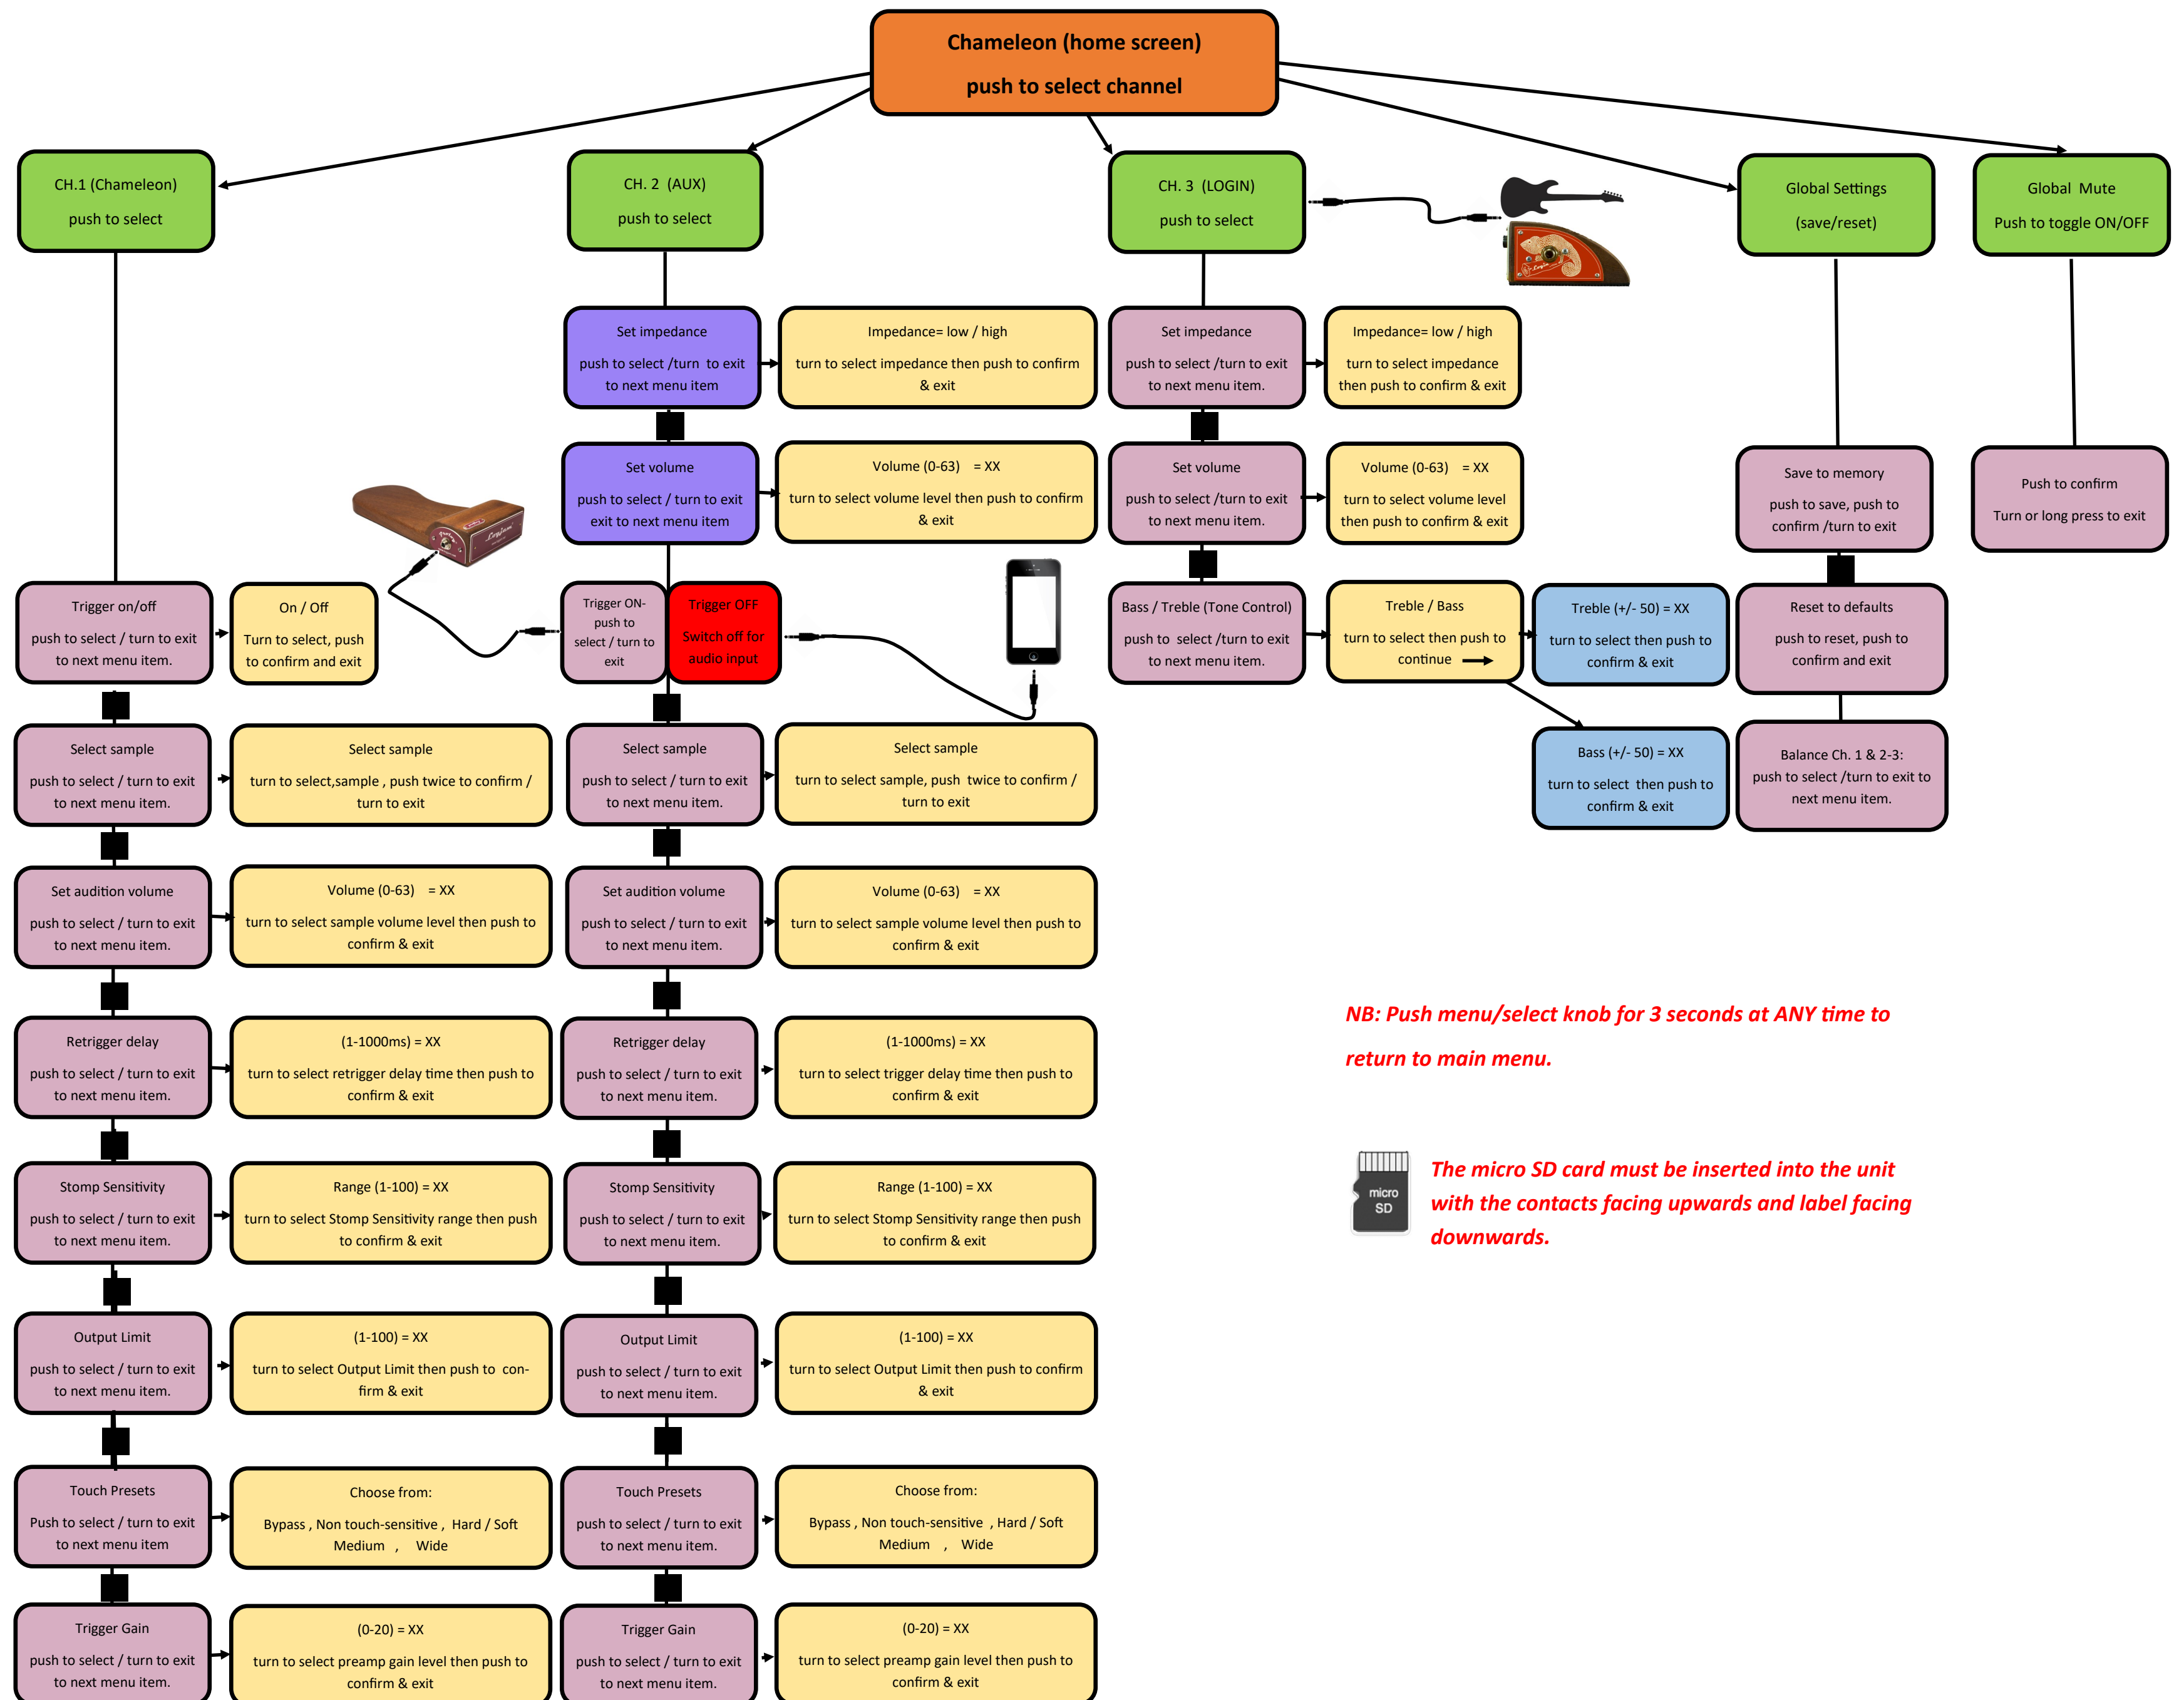 Chameleon (home screen)
push to select channel
CH.1 (Chameleon)
push to select
CH. 2 (AUX)
push to select
CH. 3 (LOGIN)
push to select
Global Settings
(save/reset)
Global Mute
Push to toggle ON/OFF
Set impedance
push to select /turn to exit
to next menu item
Impedance= low / high
turn to select impedance then push to confirm
& exit
Set impedance
push to select /turn to exit
to next menu item.
Impedance= low / high
turn to select impedance
then push to confirm & exit
Set volume
push to select / turn to exit
exit to next menu item
Volume (0-63) = XX
turn to select volume level then push to confirm
& exit
Set volume
push to select /turn to exit
to next menu item.
Volume (0-63) = XX
turn to select volume level
then push to confirm & exit
Save to memory
push to save, push to
confirm /turn to exit
Push to confirm
Turn or long press to exit
Trigger on/off
push to select / turn to exit
to next menu item.
On / Off
Turn to select, push
to confirm and exit
Trigger ON-
push to
select / turn to
exit
Trigger OFF
Switch off for
audio input
Bass / Treble (Tone Control)
push to select /turn to exit
to next menu item.
Treble / Bass
turn to select then push to
continue
Treble (+/- 50) = XX
turn to select then push to
confirm & exit
Reset to defaults
push to reset, push to
confirm and exit
Select sample
push to select / turn to exit
to next menu item.
Select sample
turn to select,sample , push twice to confirm /
turn to exit
Select sample
push to select / turn to exit
to next menu item.
Select sample
turn to select sample, push twice to confirm /
turn to exit
Bass (+/- 50) = XX
turn to select then push to
confirm & exit
Balance Ch. 1 & 2-3:
push to select /turn to exit to
next menu item.
Set audition volume
push to select / turn to exit
to next menu item.
Volume (0-63) = XX
turn to select sample volume level then push to
confirm & exit
Set audition volume
push to select / turn to exit
to next menu item.
Volume (0-63) = XX
turn to select sample volume level then push to
confirm & exit
Retrigger delay
push to select / turn to exit
to next menu item.
(1-1000ms) = XX
turn to select retrigger delay time then push to
confirm & exit
Retrigger delay
push to select / turn to exit
to next menu item.
(1-1000ms) = XX
turn to select trigger delay time then push to
confirm & exit
NB: Push menu/select knob for 3 seconds at ANY time to
return to main menu.
Stomp Sensitivity
push to select / turn to exit
to next menu item.
Range (1-100) = XX
turn to select Stomp Sensitivity range then push
to confirm & exit
Stomp Sensitivity
push to select / turn to exit
to next menu item.
Range (1-100) = XX
turn to select Stomp Sensitivity range then push
to confirm & exit
micro
SD
The micro SD card must be inserted into the unit
with the contacts facing upwards and label facing
downwards.
Output Limit
push to select / turn to exit
to next menu item.
(1-100) = XX
turn to select Output Limit then push to con-
firm & exit
Output Limit
push to select / turn to exit
to next menu item.
(1-100) = XX
turn to select Output Limit then push to confirm
& exit
Touch Presets
Push to select / turn to exit
to next menu item
Choose from:
Bypass , Non touch-sensitive , Hard / Soft
Medium , Wide
Touch Presets
push to select / turn to exit
to next menu item.
Choose from:
Bypass , Non touch-sensitive , Hard / Soft
Medium , Wide
Trigger Gain
push to select / turn to exit
to next menu item.
(0-20) = XX
turn to select preamp gain level then push to
confirm & exit
Trigger Gain
push to select / turn to exit
to next menu item.
(0-20) = XX
turn to select preamp gain level then push to
confirm & exit